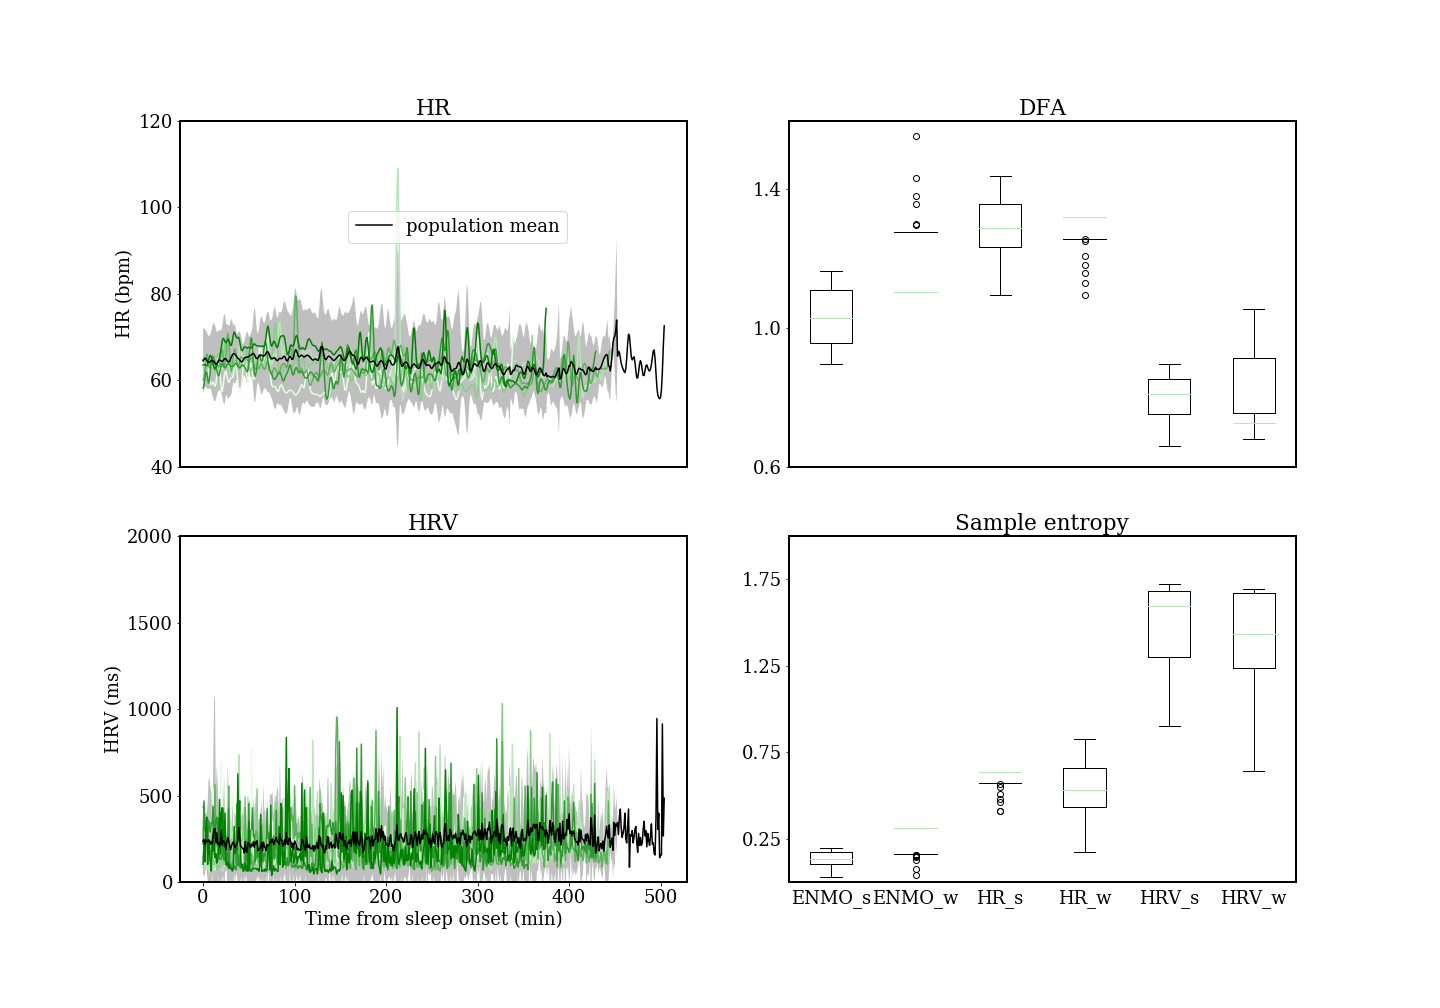 HR
120
100
80
60
40
HR (bpm)
population mean
DFA
1.4
1.0
0.6
HRV
2000
1500
1000
500
0
HRV (ms)
0 100 200 300 400 500
Time from sleep onset (min)
Sample entropy
1.75
1.25
0.75
0.25
ENMO_s ENMO_w HR_s HR_w HRV_s HRV_w